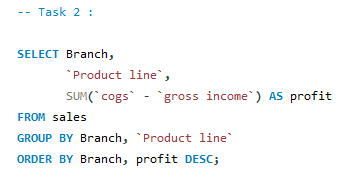 -- Task 2 :
SELECT Branch,
`Product line`,
SUM(`cogs` - `gross income`) AS profit
FROM sales
GROUP BY Branch, `Product line`
ORDER BY Branch, profit DESC;